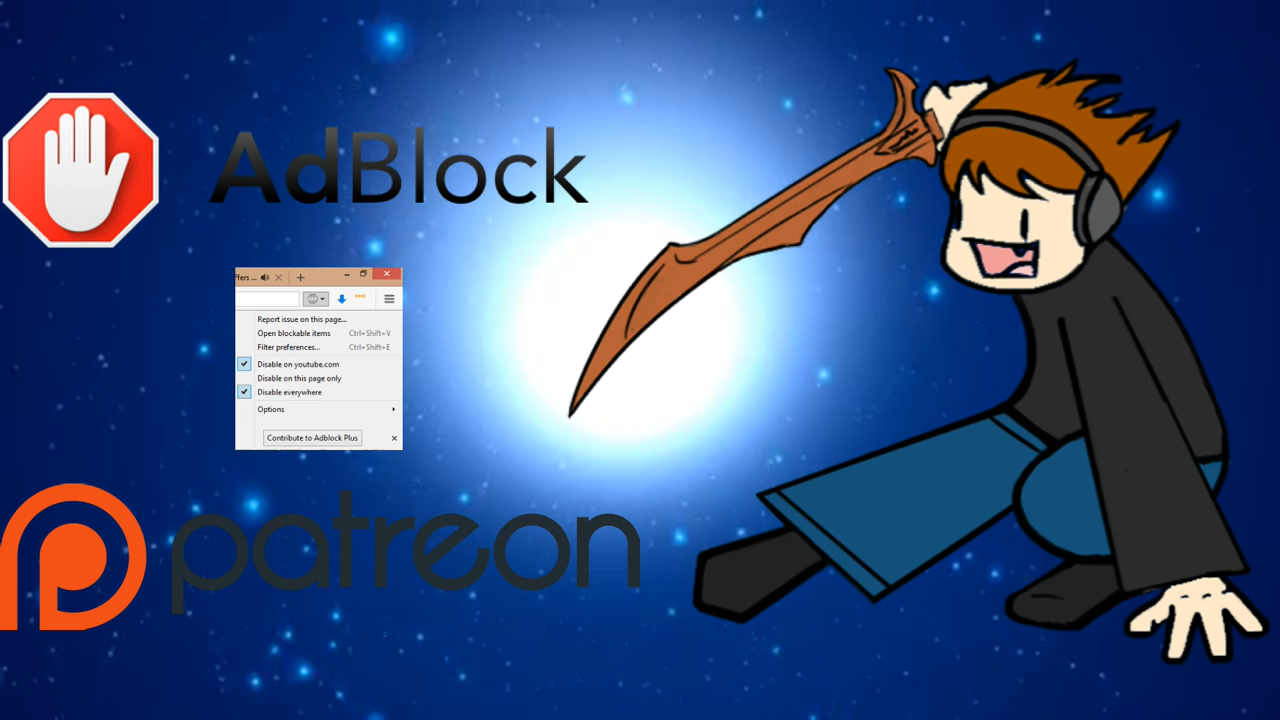 AdBlock
ffers ...
Report issue on this page...
Open blockable items Ctrl+Shift+V
Filter preferences... Ctrl+Shift+E
Disable on youtube.com
Disable on this page only
Disable everywhere
Options
Contribute to Adblock Plus
patreon